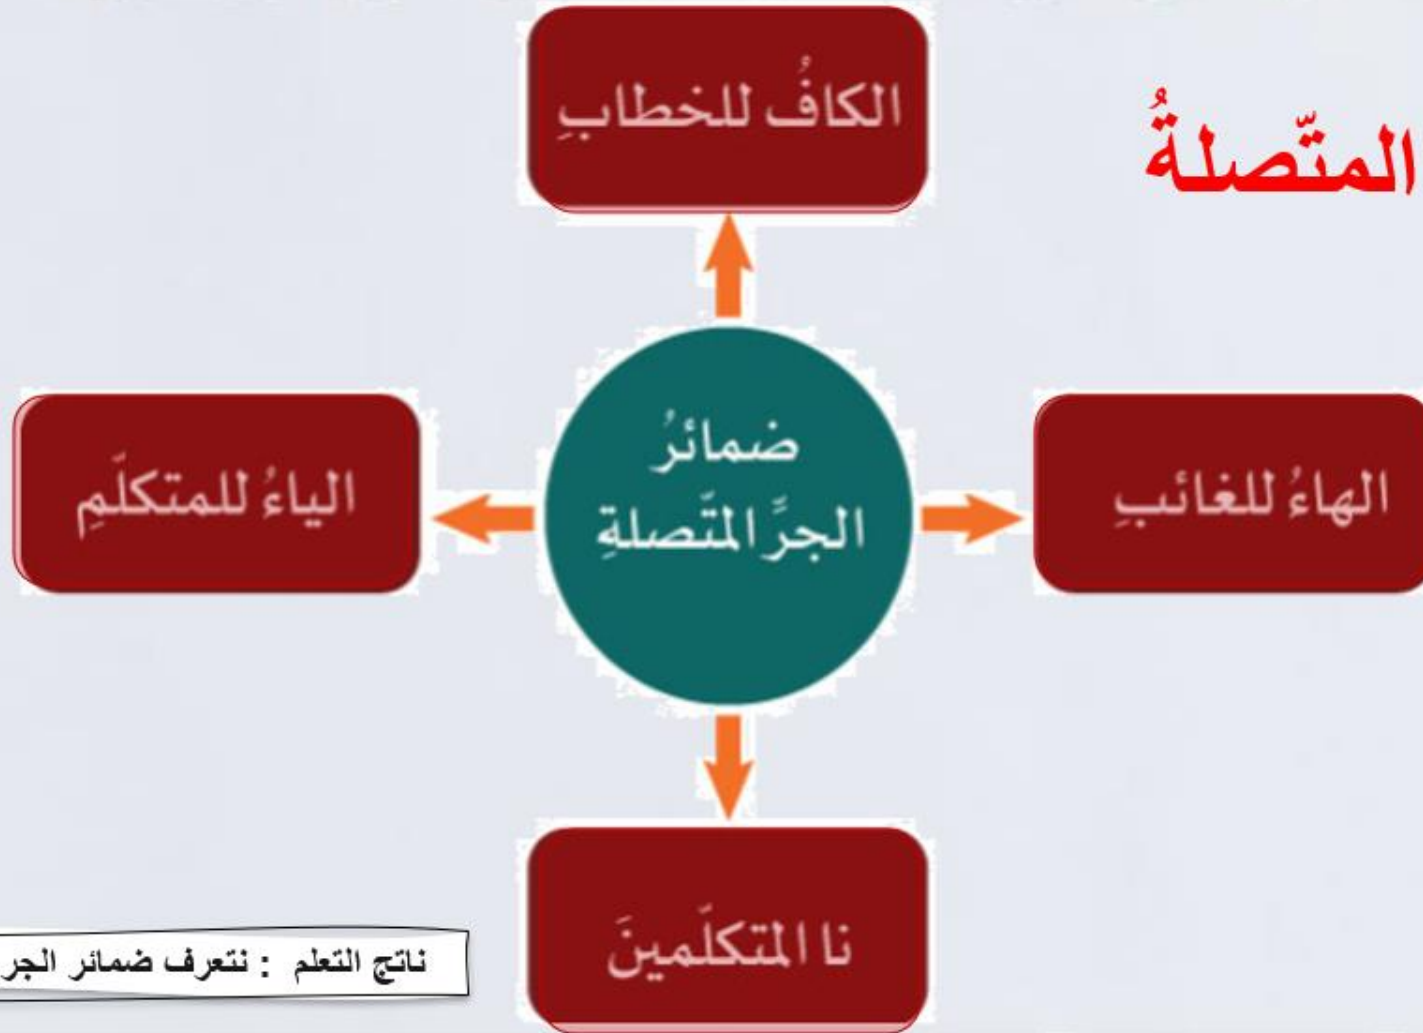 المتّصلةُ
الكافُ للخطابِ
الهاءُ للغائبِ
ضمائرُ
الجرِّ المتّصلةِ
الياءُ للمتكلّمِ
نا المتكلّمينَ
ناتج التعلم : نتعرف ضمائر الجر